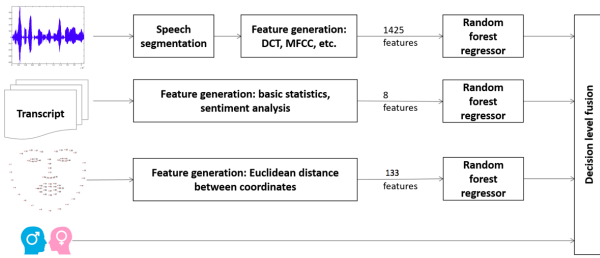 Speech
segmentation
Feature generation:
DCT, MFCC, etc.
1425
features
Random
forest
regressor
Transcript
Feature generation: basic statistics,
sentiment analysis
8
features
Random
forest
regressor
Feature generation: Euclidean distance
between coordinates
133
features
Random
forest
regressor
Decision level fusion